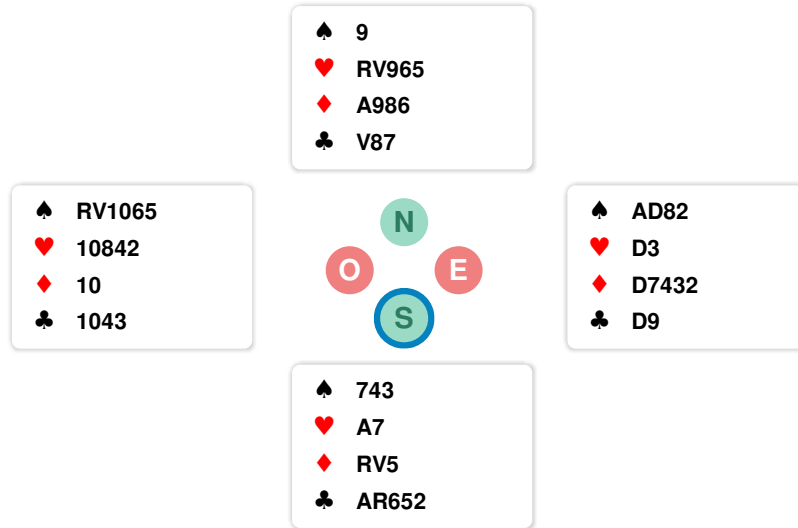 ♠ 9
♥ RV965
♦ A986
♣ V87
♠ RV1065
♥ 10842
♦ 10
♣ 1043
N
O E
S
♠ AD82
♥ D3
♦ D7432
♣ D9
♠ 743
♥ A7
♦ RV5
♣ AR652